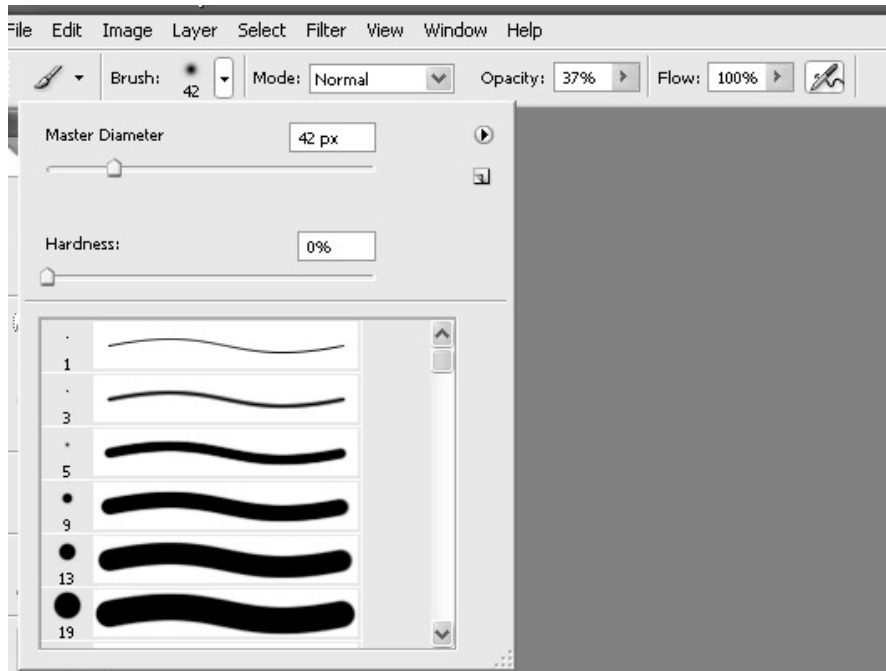 File Edit Image Layer Select Filter View Window Help
Brush: 42 Mode: Normal Opacity: 37% Flow: 100%
Master Diameter 42 px
Hardness: 0%
1
3
5
9
13
19